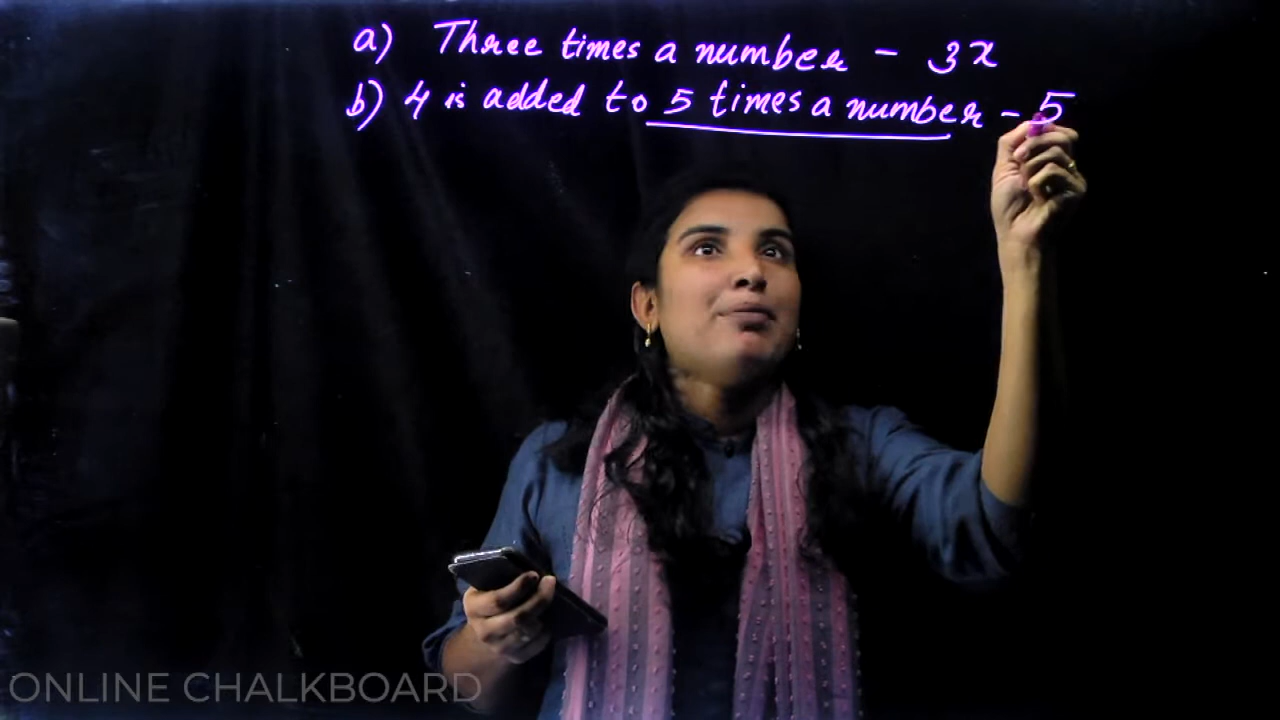 a) Three times a number - 3x
b) 4 is added to 5 times a number - 5
ONLINE CHALKBOARD